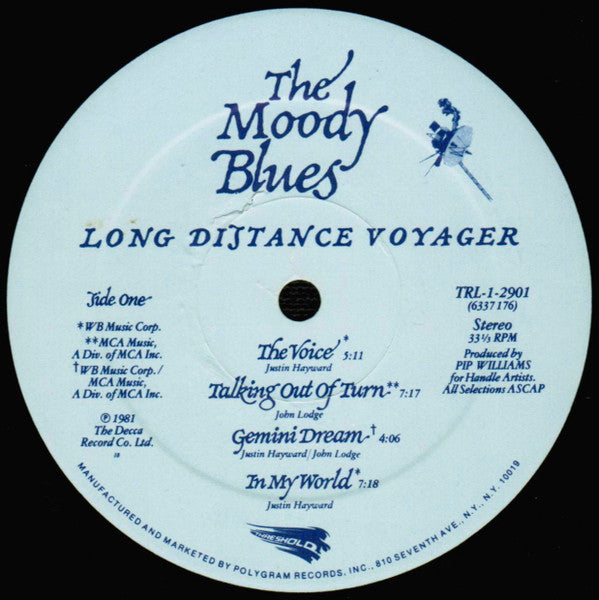 The
Moody
Blues
LONG DISTANCE VOYAGER
Side One
*WB Music Corp.
**MCA Music,
A Div. of MCA Inc.
†WB Music Corp./
MCA Music,
A Div. of MCA Inc.
℗ 1981
The Decca
Record Co. Ltd.
18
TRL-1-2901
(6337 176)
Stereo
33⅓ RPM
Produced by
PIP WILLIAMS
for Handle Artists.
All Selections ASCAP
The Voice* 5:11
Justin Hayward
Talking Out of Turn** 7:17
John Lodge
Gemini Dream† 4:06
Justin Hayward/John Lodge
In My World* 7:18
Justin Hayward
THRESHOLD
MANUFACTURED AND MARKETED BY POLYGRAM RECORDS, INC., 810 SEVENTH AVE., N.Y., N.Y. 10019